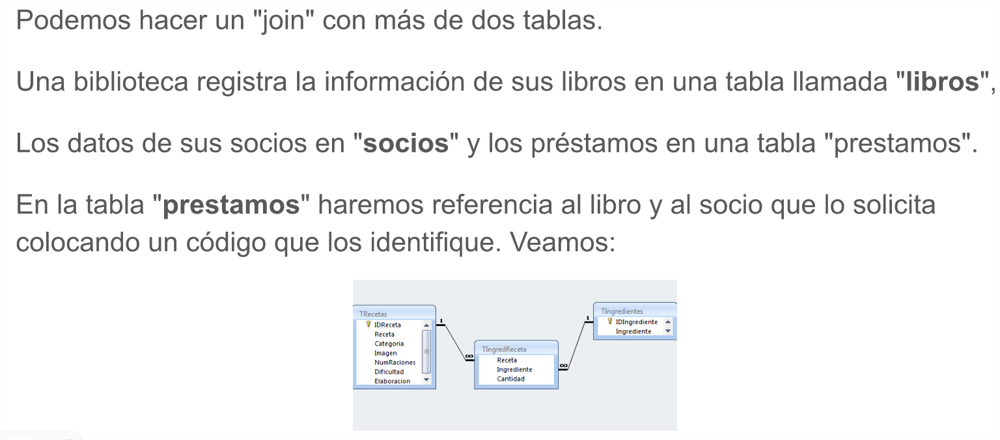 Podemos hacer un "join" con más de dos tablas.
Una biblioteca registra la información de sus libros en una tabla llamada "libros",
Los datos de sus socios en "socios" y los préstamos en una tabla "prestamos".
En la tabla "prestamos" haremos referencia al libro y al socio que lo solicita
colocando un código que los identifique. Veamos:
TRecetas
IDReceta
Receta
Categoria
Imagen
NumRaciones
Dificultad
Elaboracion
1
∞
TIngredReceta
Receta
Ingrediente
Cantidad
∞
1
TIngredientes
IDIngrediente
Ingrediente